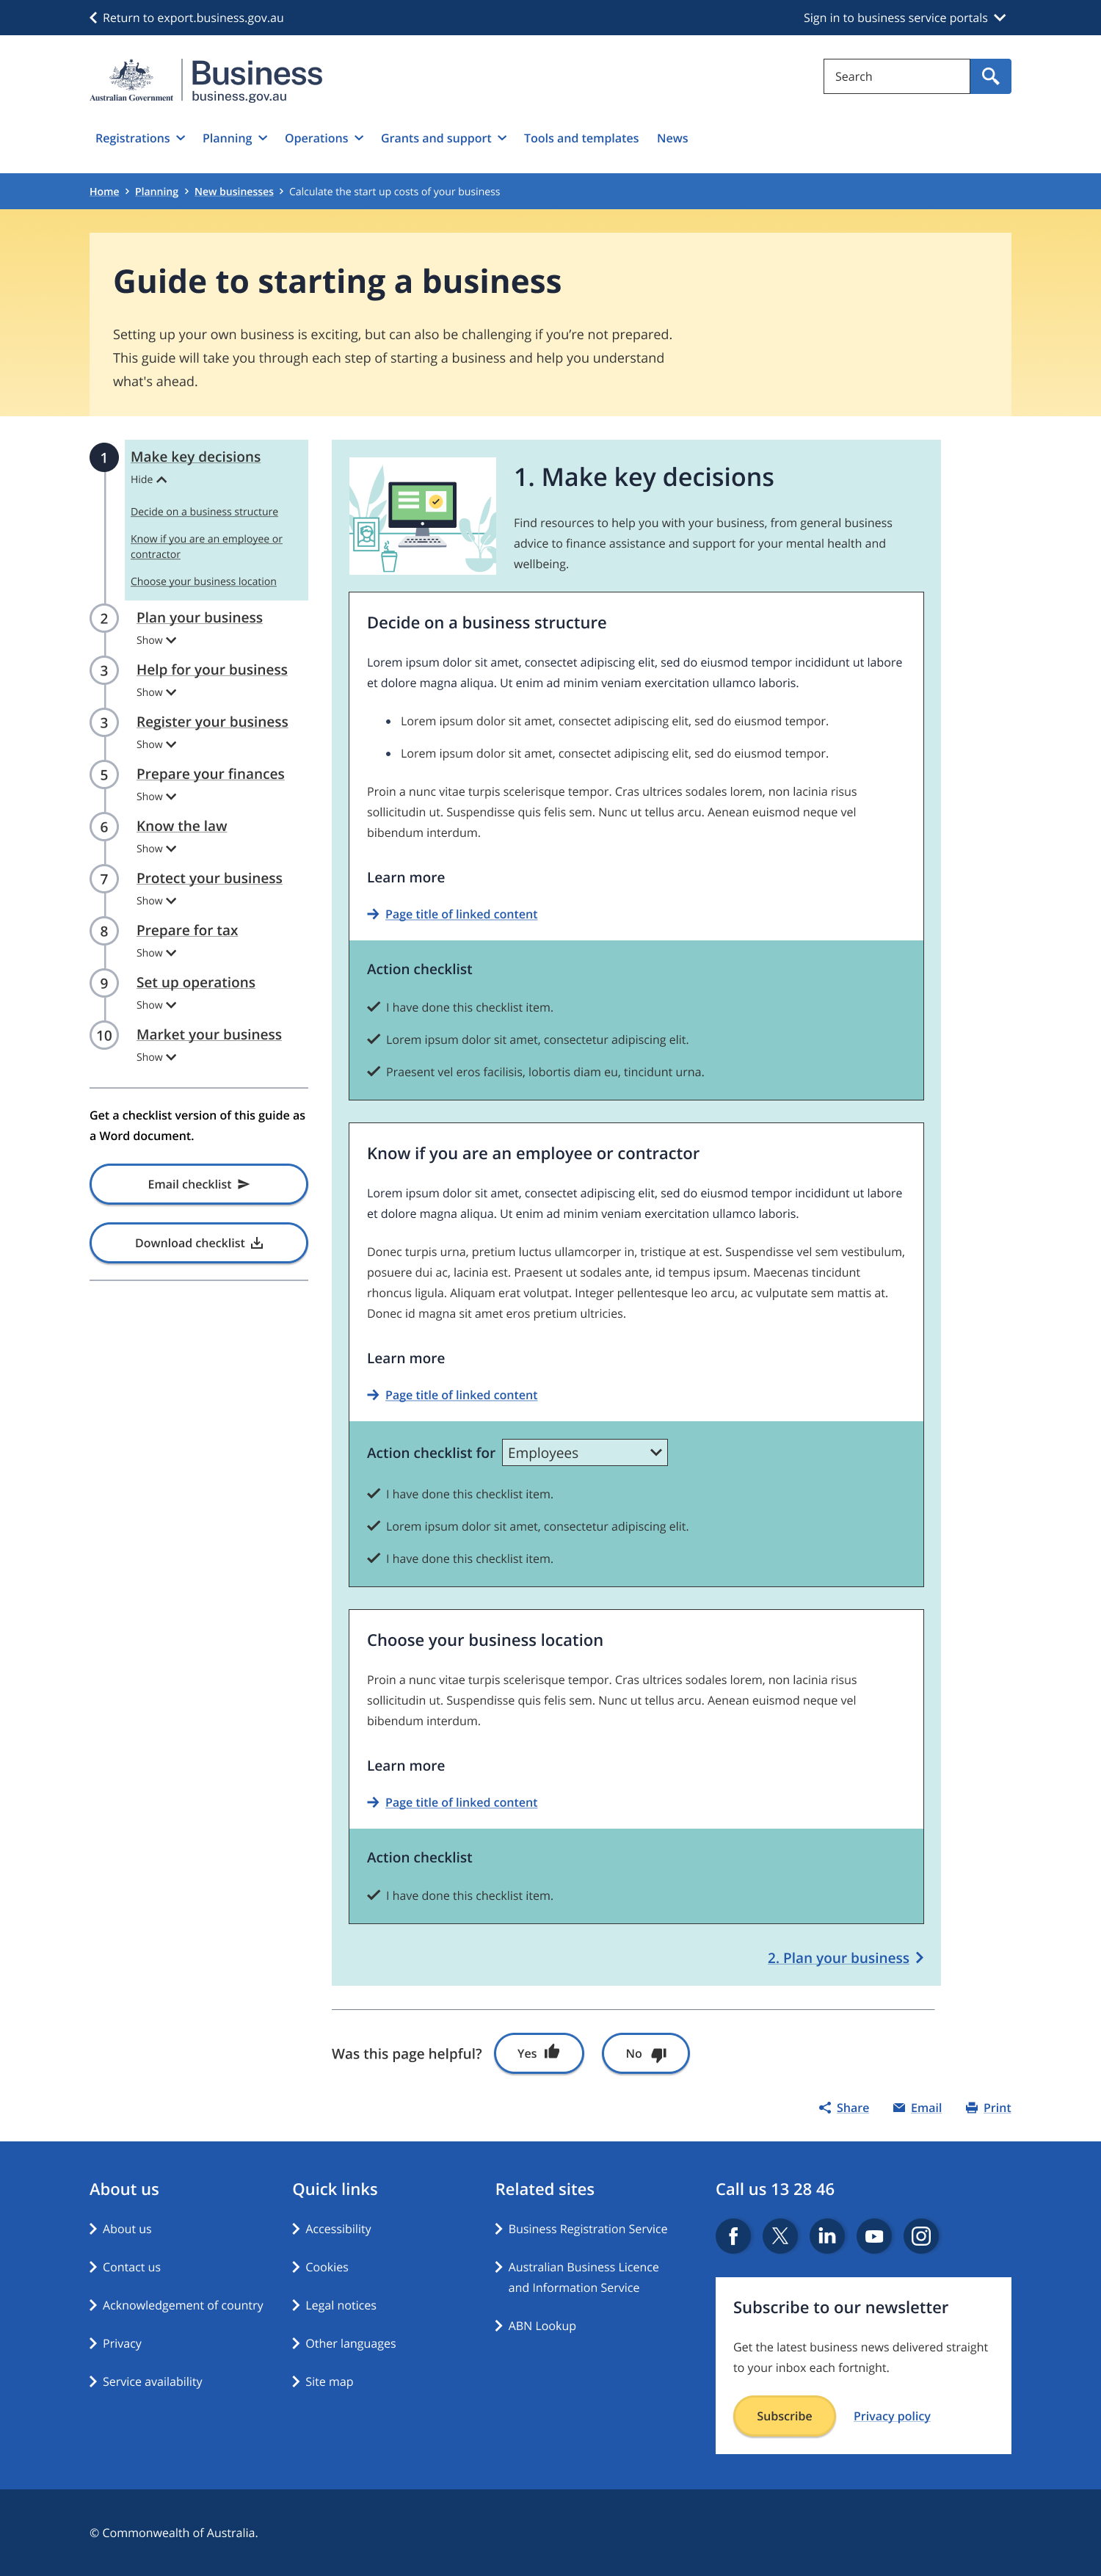 Return to export.business.gov.au
Sign in to business service portals
Australian Government
Business
business.gov.au
Search
Registrations
Planning
Operations
Grants and support
Tools and templates
News
Home > Planning > New businesses > Calculate the start up costs of your business
Guide to starting a business
Setting up your own business is exciting, but can also be challenging if you’re not prepared.
This guide will take you through each step of starting a business and help you understand
what's ahead.
1
Make key decisions
Hide
Decide on a business structure
Know if you are an employee or
contractor
Choose your business location
2
Plan your business
Show
3
Help for your business
Show
3
Register your business
Show
5
Prepare your finances
Show
6
Know the law
Show
7
Protect your business
Show
8
Prepare for tax
Show
9
Set up operations
Show
10
Market your business
Show
Get a checklist version of this guide as
a Word document.
Email checklist
Download checklist
1. Make key decisions
Find resources to help you with your business, from general business
advice to finance assistance and support for your mental health and
wellbeing.
Decide on a business structure
Lorem ipsum dolor sit amet, consectet adipiscing elit, sed do eiusmod tempor incididunt ut labore
et dolore magna aliqua. Ut enim ad minim veniam exercitation ullamco laboris.
• Lorem ipsum dolor sit amet, consectet adipiscing elit, sed do eiusmod tempor.
• Lorem ipsum dolor sit amet, consectet adipiscing elit, sed do eiusmod tempor.
Proin a nunc vitae turpis scelerisque tempor. Cras ultrices sodales lorem, non lacinia risus
sollicitudin ut. Suspendisse quis felis sem. Nunc ut tellus arcu. Aenean euismod neque vel
bibendum interdum.
Learn more
Page title of linked content
Action checklist
I have done this checklist item.
Lorem ipsum dolor sit amet, consectetur adipiscing elit.
Praesent vel eros facilisis, lobortis diam eu, tincidunt urna.
Know if you are an employee or contractor
Lorem ipsum dolor sit amet, consectet adipiscing elit, sed do eiusmod tempor incididunt ut labore
et dolore magna aliqua. Ut enim ad minim veniam exercitation ullamco laboris.
Donec turpis urna, pretium luctus ullamcorper in, tristique at est. Suspendisse vel sem vestibulum,
posuere dui ac, lacinia est. Praesent ut sodales ante, id tempus ipsum. Maecenas tincidunt
rhoncus ligula. Aliquam erat volutpat. Integer pellentesque leo arcu, ac vulputate sem mattis at.
Donec id magna sit amet eros pretium ultricies.
Learn more
Page title of linked content
Action checklist for Employees
I have done this checklist item.
Lorem ipsum dolor sit amet, consectetur adipiscing elit.
I have done this checklist item.
Choose your business location
Proin a nunc vitae turpis scelerisque tempor. Cras ultrices sodales lorem, non lacinia risus
sollicitudin ut. Suspendisse quis felis sem. Nunc ut tellus arcu. Aenean euismod neque vel
bibendum interdum.
Learn more
Page title of linked content
Action checklist
I have done this checklist item.
2. Plan your business
Was this page helpful?
Yes
No
Share
Email
Print
About us
About us
Contact us
Acknowledgement of country
Privacy
Service availability
Quick links
Accessibility
Cookies
Legal notices
Other languages
Site map
Related sites
Business Registration Service
Australian Business Licence
and Information Service
ABN Lookup
Call us 13 28 46
Subscribe to our newsletter
Get the latest business news delivered straight
to your inbox each fortnight.
Subscribe
Privacy policy
© Commonwealth of Australia.